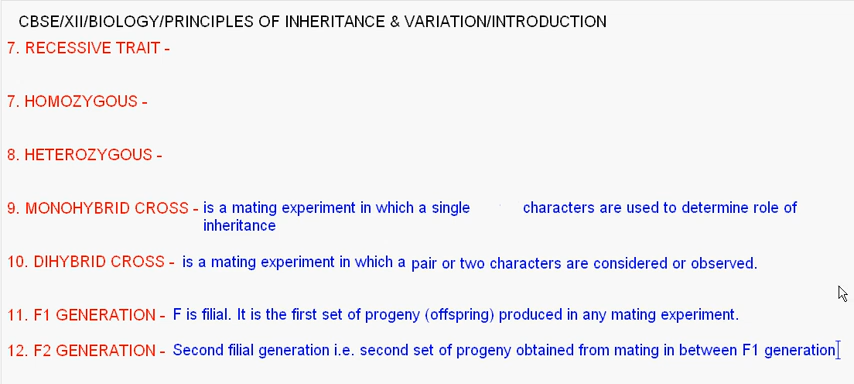 CBSE/XII/BIOLOGY/PRINCIPLES OF INHERITANCE & VARIATION/INTRODUCTION
7. RECESSIVE TRAIT -
7. HOMOZYGOUS -
8. HETEROZYGOUS -
9. MONOHYBRID CROSS - is a mating experiment in which a single characters are used to determine role of
inheritance
10. DIHYBRID CROSS - is a mating experiment in which a pair or two characters are considered or observed.
11. F1 GENERATION - F is filial. It is the first set of progeny (offspring) produced in any mating experiment.
12. F2 GENERATION - Second filial generation i.e. second set of progeny obtained from mating in between F1 generation